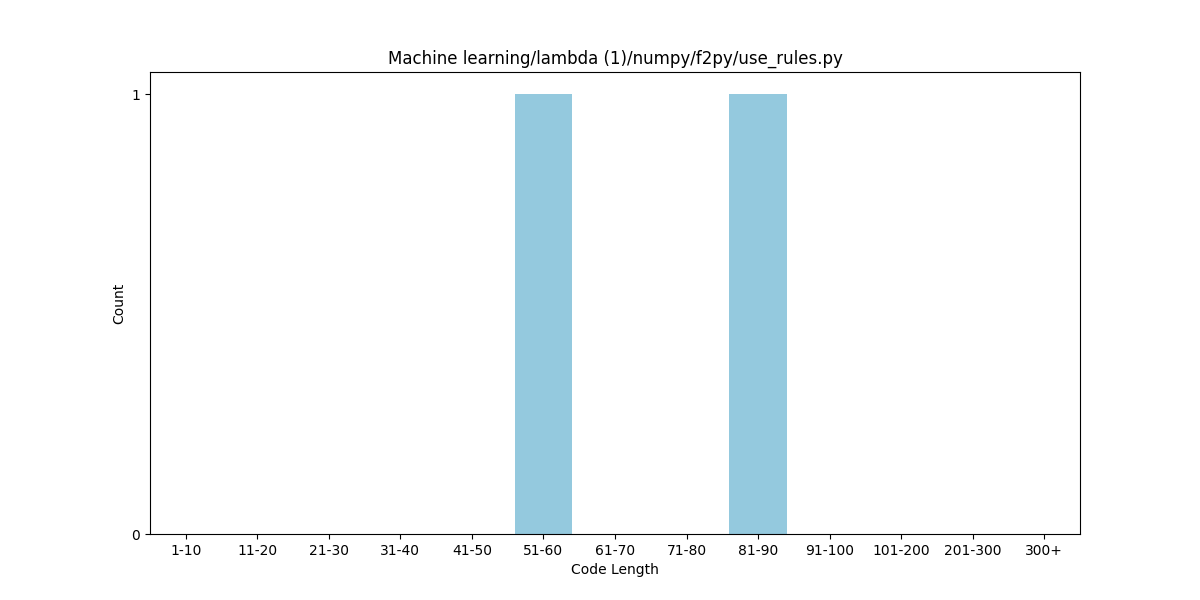 Machine learning/lambda (1)/numpy/f2py/use_rules.py
1
Count
0
1-10 11-20 21-30 31-40 41-50 51-60 61-70 71-80 81-90 91-100 101-200 201-300 300+
Code Length